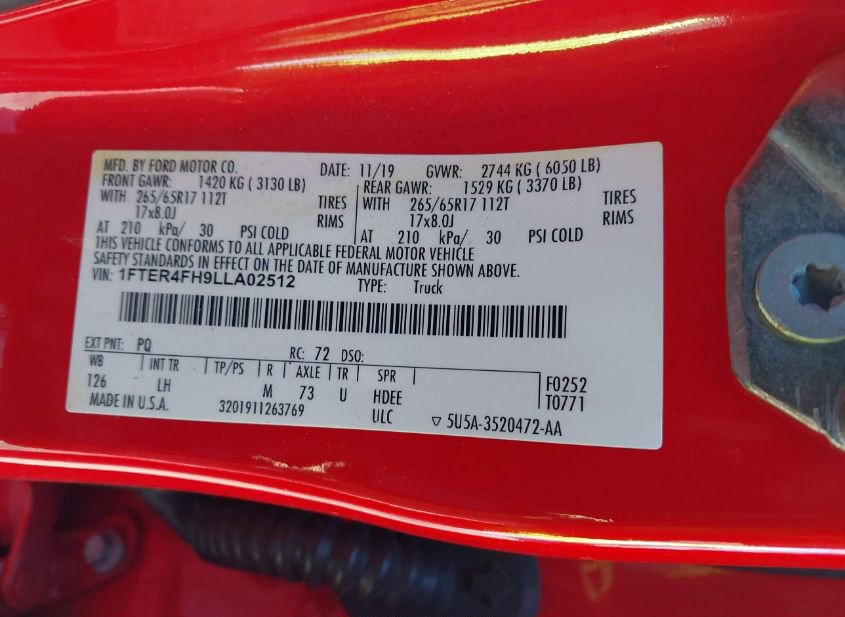 MFD. BY FORD MOTOR CO. DATE: 11/19 GVWR: 2744 KG ( 6050 LB)
FRONT GAWR: 1420 KG ( 3130 LB) REAR GAWR: 1529 KG ( 3370 LB)
WITH 265/65R17 112T TIRES WITH 265/65R17 112T TIRES
17x8.0J RIMS 17x8.0J RIMS
AT 210 kPa/ 30 PSI COLD AT 210 kPa/ 30 PSI COLD
THIS VEHICLE CONFORMS TO ALL APPLICABLE FEDERAL MOTOR VEHICLE
SAFETY STANDARDS IN EFFECT ON THE DATE OF MANUFACTURE SHOWN ABOVE.
VIN: 1FTER4FH9LLA02512 TYPE: Truck
EXT PNT: PQ RC: 72 DSO:
WB INT TR TP/PS R AXLE TR SPR F0252
126 LH M 73 U HDEE T0771
MADE IN U.S.A. 3201911263769 ULC ▽ 5U5A-3520472-AA